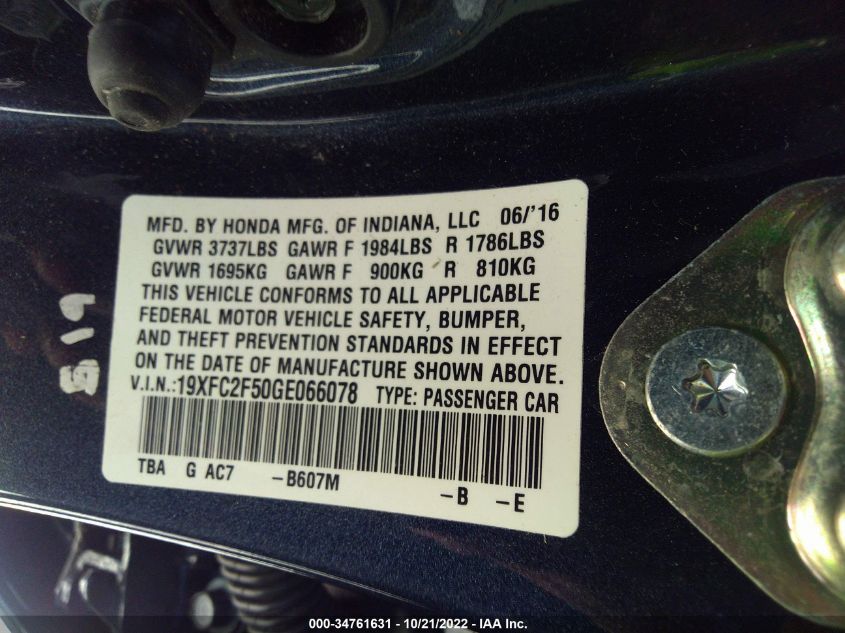 MFD. BY HONDA MFG. OF INDIANA, LLC 06/'16
GVWR 3737LBS GAWR F 1984LBS R 1786LBS
GVWR 1695KG GAWR F 900KG R 810KG
THIS VEHICLE CONFORMS TO ALL APPLICABLE
FEDERAL MOTOR VEHICLE SAFETY, BUMPER,
AND THEFT PREVENTION STANDARDS IN EFFECT
ON THE DATE OF MANUFACTURE SHOWN ABOVE.
V.I.N.:19XFC2F50GE066078 TYPE: PASSENGER CAR
TBA G AC7 -B607M -B -E
000-34761631 - 10/21/2022 - IAA Inc.